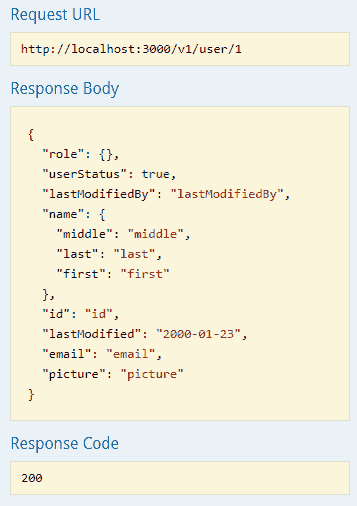 Request URL
http://localhost:3000/v1/user/1
Response Body
{
  "role": {},
  "userStatus": true,
  "lastModifiedBy": "lastModifiedBy",
  "name": {
    "middle": "middle",
    "last": "last",
    "first": "first"
  },
  "id": "id",
  "lastModified": "2000-01-23",
  "email": "email",
  "picture": "picture"
}
Response Code
200